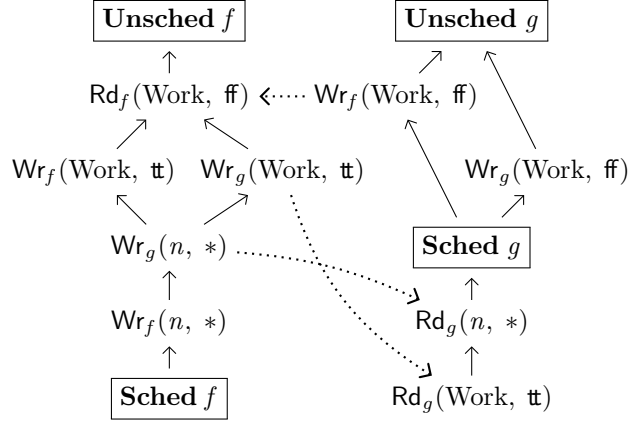 Unsched f Unsched g
Rd_f(Work, ff) Wr_f(Work, ff)
Wr_f(Work, tt) Wr_g(Work, tt) Wr_g(Work, ff)
Wr_g(n, *) Sched g
Wr_f(n, *) Rd_g(n, *)
Sched f Rd_g(Work, tt)